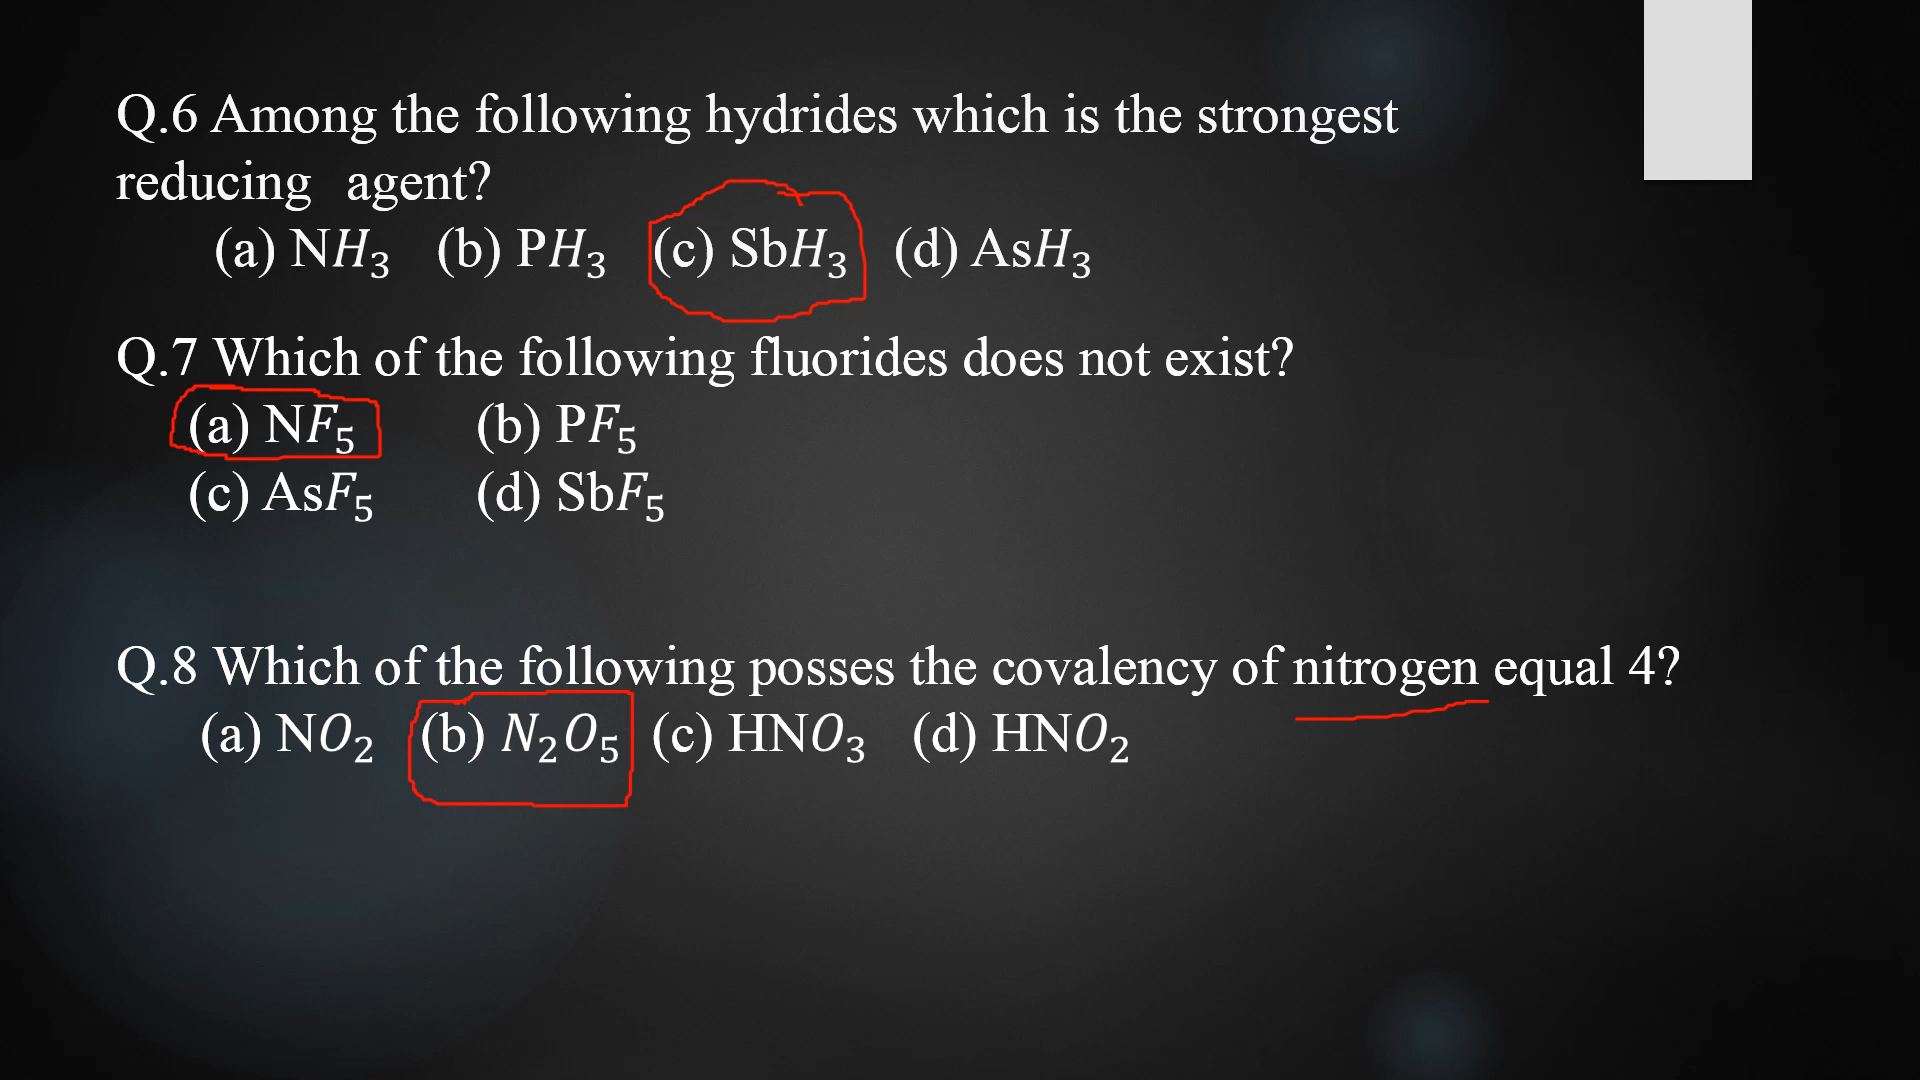 Q.6 Among the following hydrides which is the strongest
reducing agent?
(a) NH₃ (b) PH₃ (c) SbH₃ (d) AsH₃
Q.7 Which of the following fluorides does not exist?
(a) NF₅ (b) PF₅
(c) AsF₅ (d) SbF₅
Q.8 Which of the following posses the covalency of nitrogen equal 4?
(a) NO₂ (b) N₂O₅ (c) HNO₃ (d) HNO₂